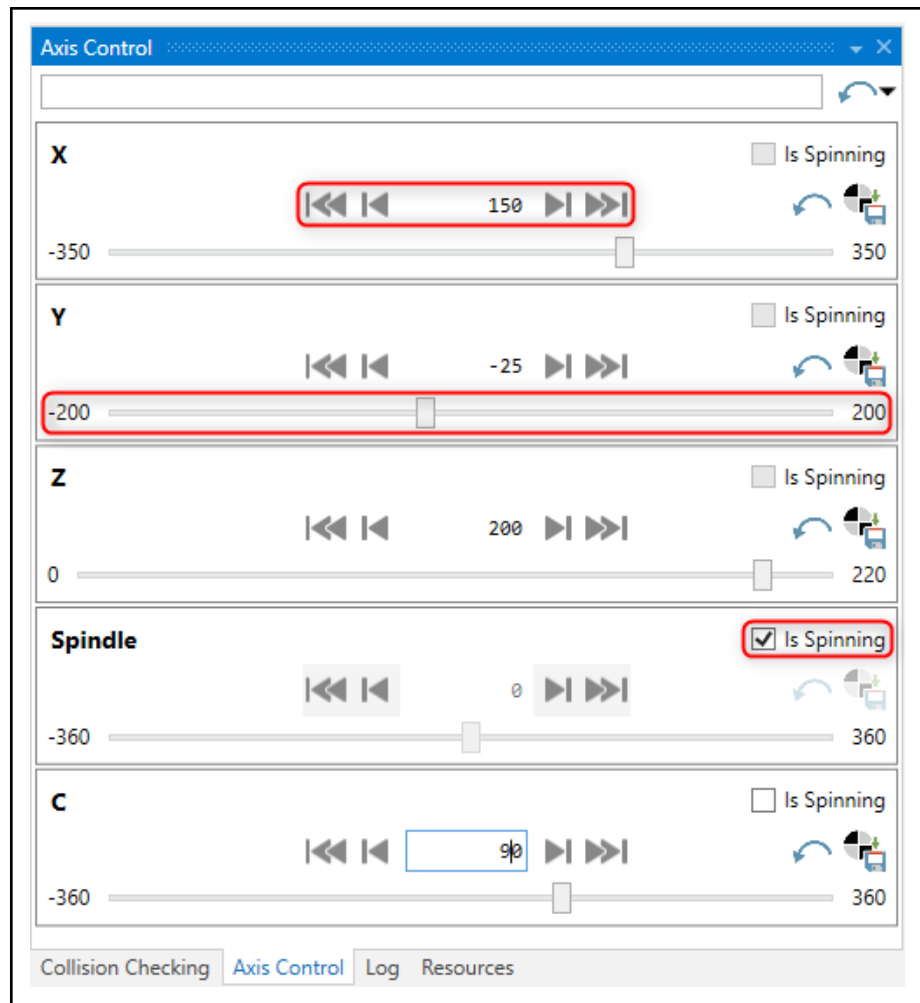 Axis Control
X Is Spinning
150
-350 350
Y Is Spinning
-25
-200 200
Z Is Spinning
200
0 220
Spindle Is Spinning
0
-360 360
C Is Spinning
90
-360 360
Collision Checking Axis Control Log Resources